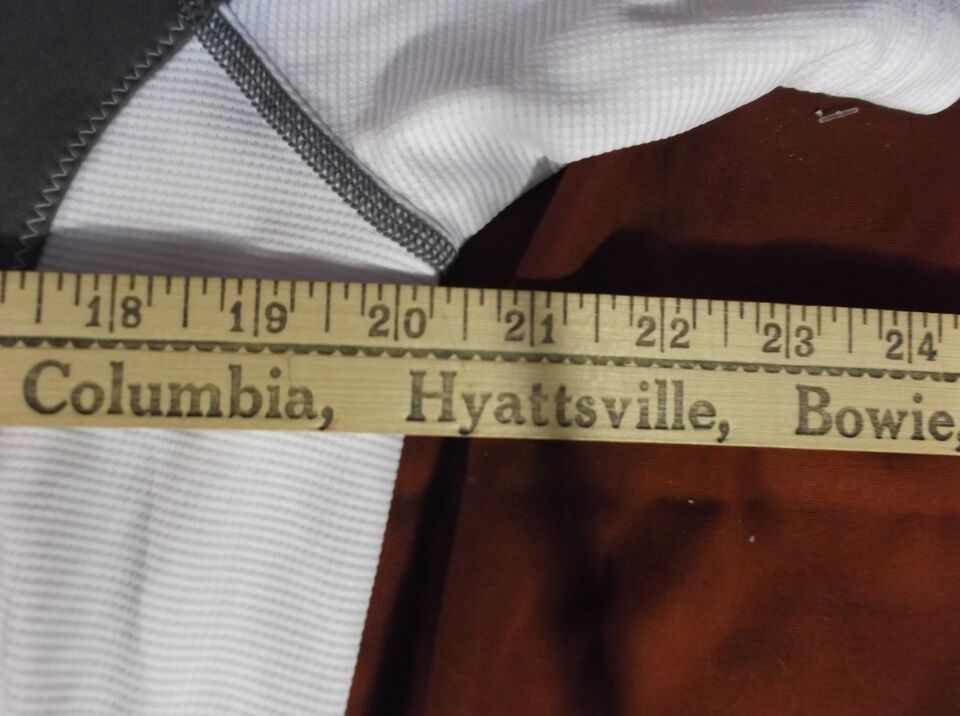 18 19 20 21 22 23 24
Columbia, Hyattsville, Bowie,